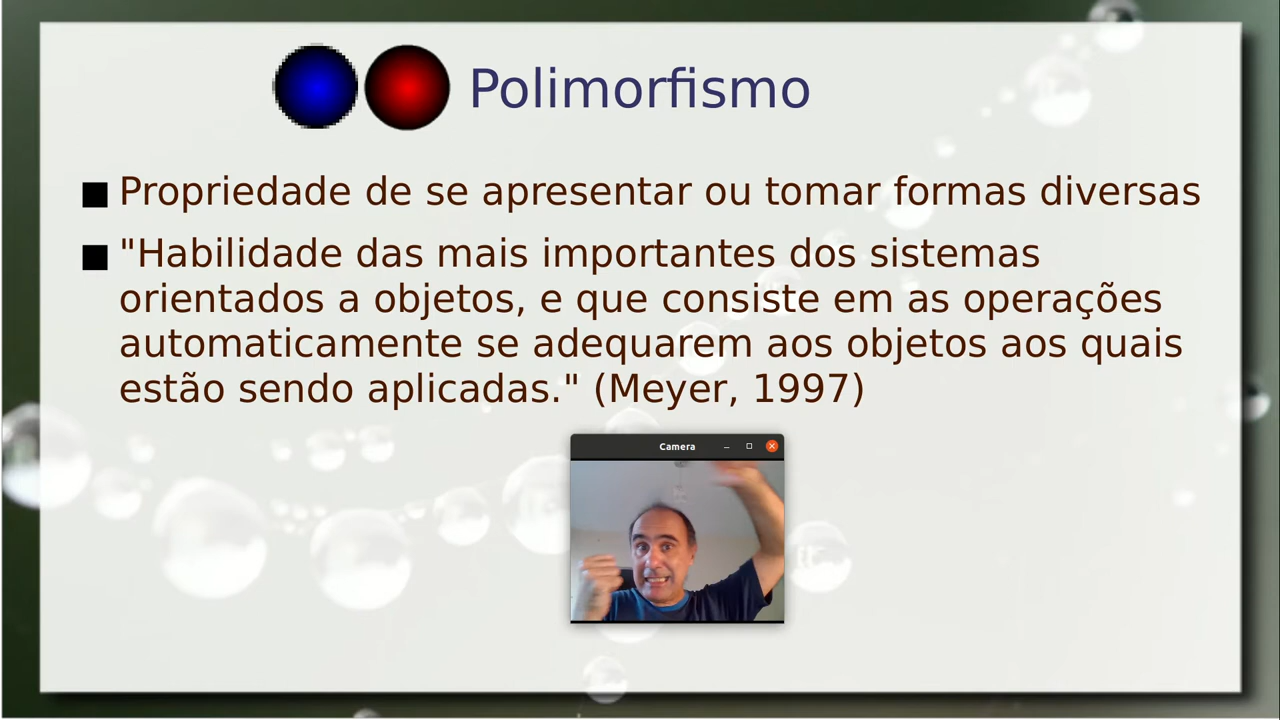 Polimorfismo
Propriedade de se apresentar ou tomar formas diversas
"Habilidade das mais importantes dos sistemas
orientados a objetos, e que consiste em as operações
automaticamente se adequarem aos objetos aos quais
estão sendo aplicadas." (Meyer, 1997)
Camera